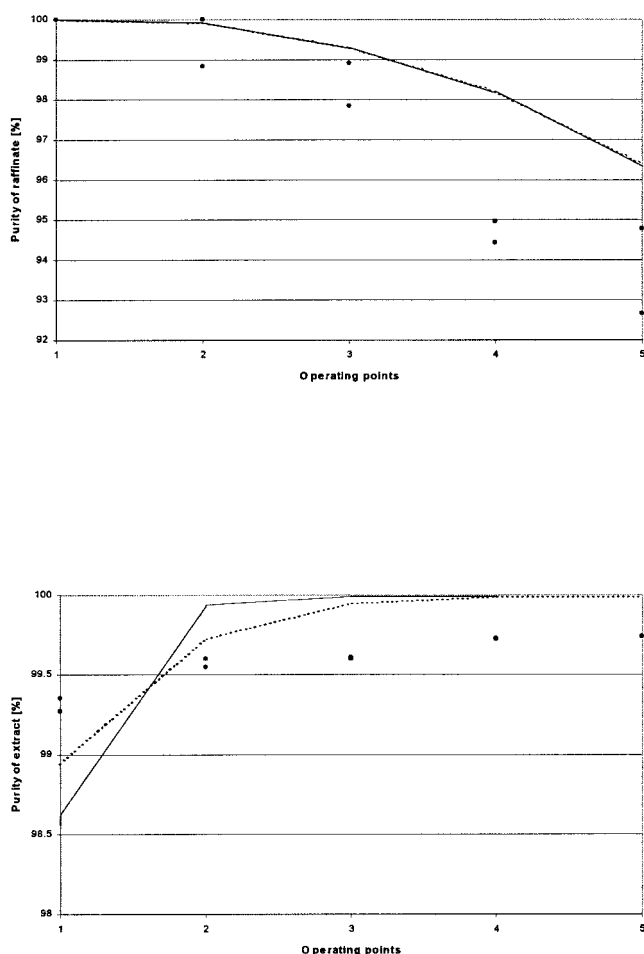 100
99
98
97
96
95
94
93
92
Purity of raffinate [%]
1 2 3 4 5
Operating points
100
99.5
99
98.5
98
Purity of extract [%]
1 2 3 4 5
Operating points